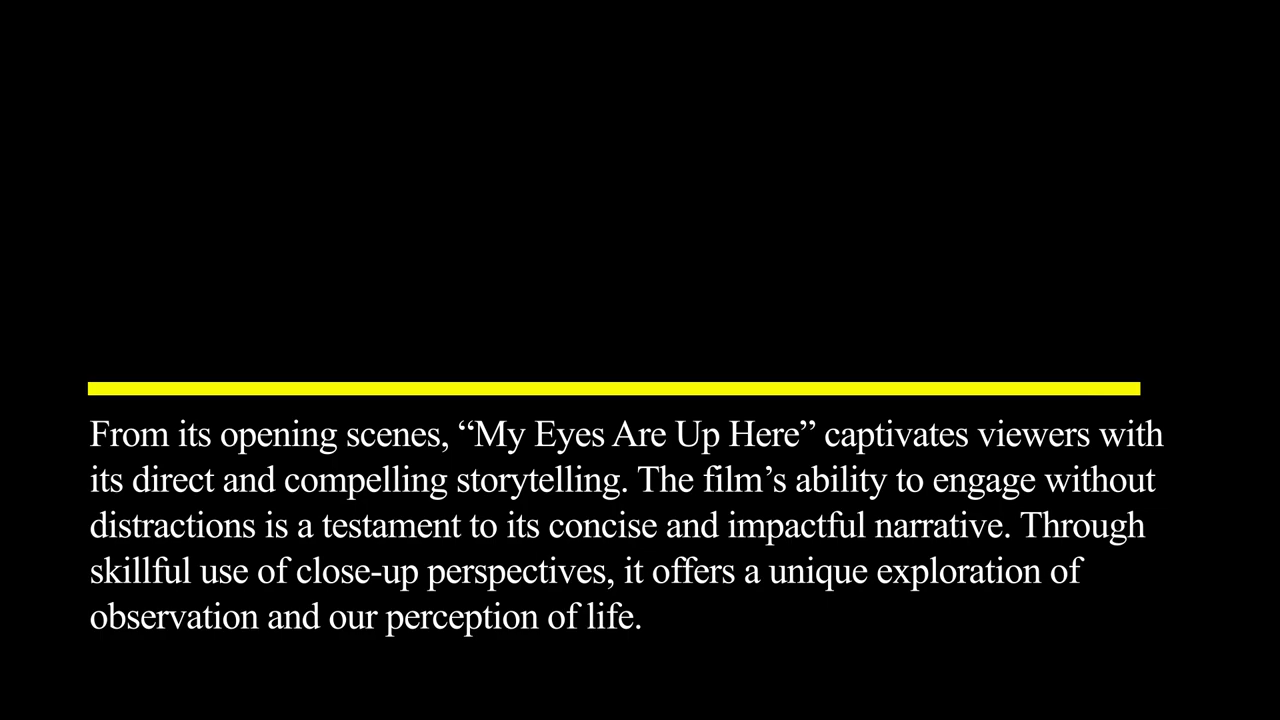 From its opening scenes, “My Eyes Are Up Here” captivates viewers with
its direct and compelling storytelling. The film’s ability to engage without
distractions is a testament to its concise and impactful narrative. Through
skillful use of close-up perspectives, it offers a unique exploration of
observation and our perception of life.